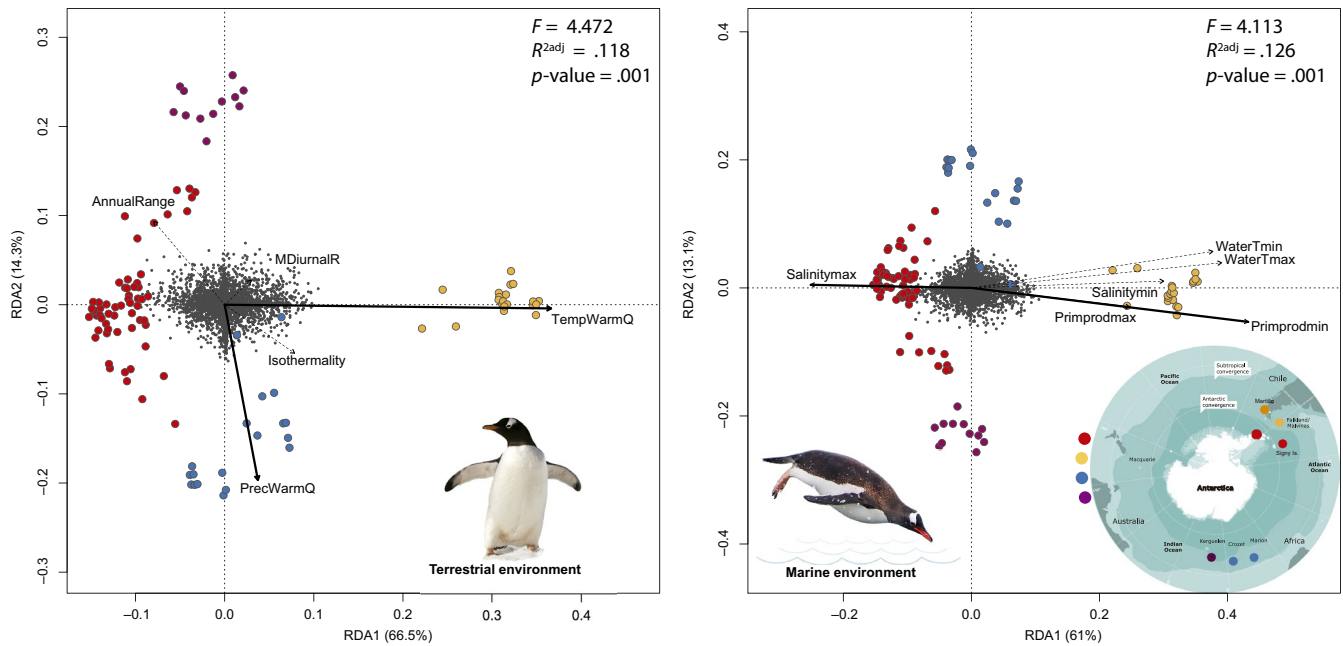 F = 4.472
R2adj = .118
p-value = .001
0.3
0.2
0.1
0.0
−0.1
−0.2
−0.3
RDA2 (14.3%)
AnnualRange
MDiurnalR
TempWarmQ
Isothermality
PrecWarmQ
Terrestrial environment
−0.1
0.0
0.1
0.2
0.3
0.4
RDA1 (66.5%)
F = 4.113
R2adj = .126
p-value = .001
0.4
0.2
0.0
−0.2
−0.4
RDA2 (13.1%)
WaterTmin
WaterTmax
Salinitymax
Salinitymin
Primprodmax
Primprodmin
Marine environment
Pacific
Ocean
Subtropical
convergence
Chile
Antarctic
convergence
Martillo
Falkland/
Malvinas
Signy Is.
Macquarie
Atlantic
Ocean
Antarctica
Australia
Indian
Ocean
Kerguelen
Crozet
Marion
Africa
−0.2
0.0
0.2
0.4
RDA1 (61%)